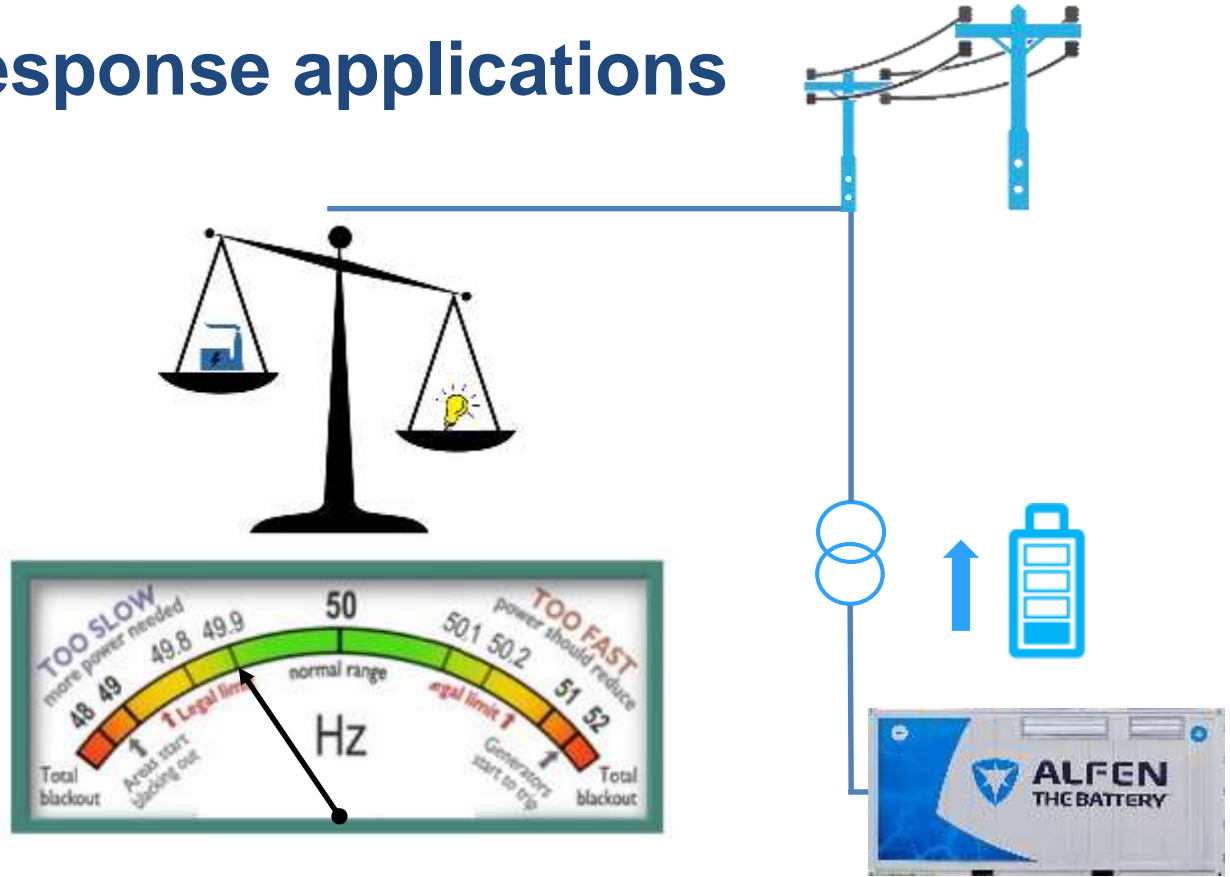 esponse applications
TOO SLOW
more power needed
48
49
49.8
49.9
50
50.1
50.2
51
52
TOO FAST
power should reduce
normal range
Legal limit
egal limit
Hz
Areas start
blacking out
Generators
start to trip
Total
blackout
Total
blackout
ALFEN
THE BATTERY